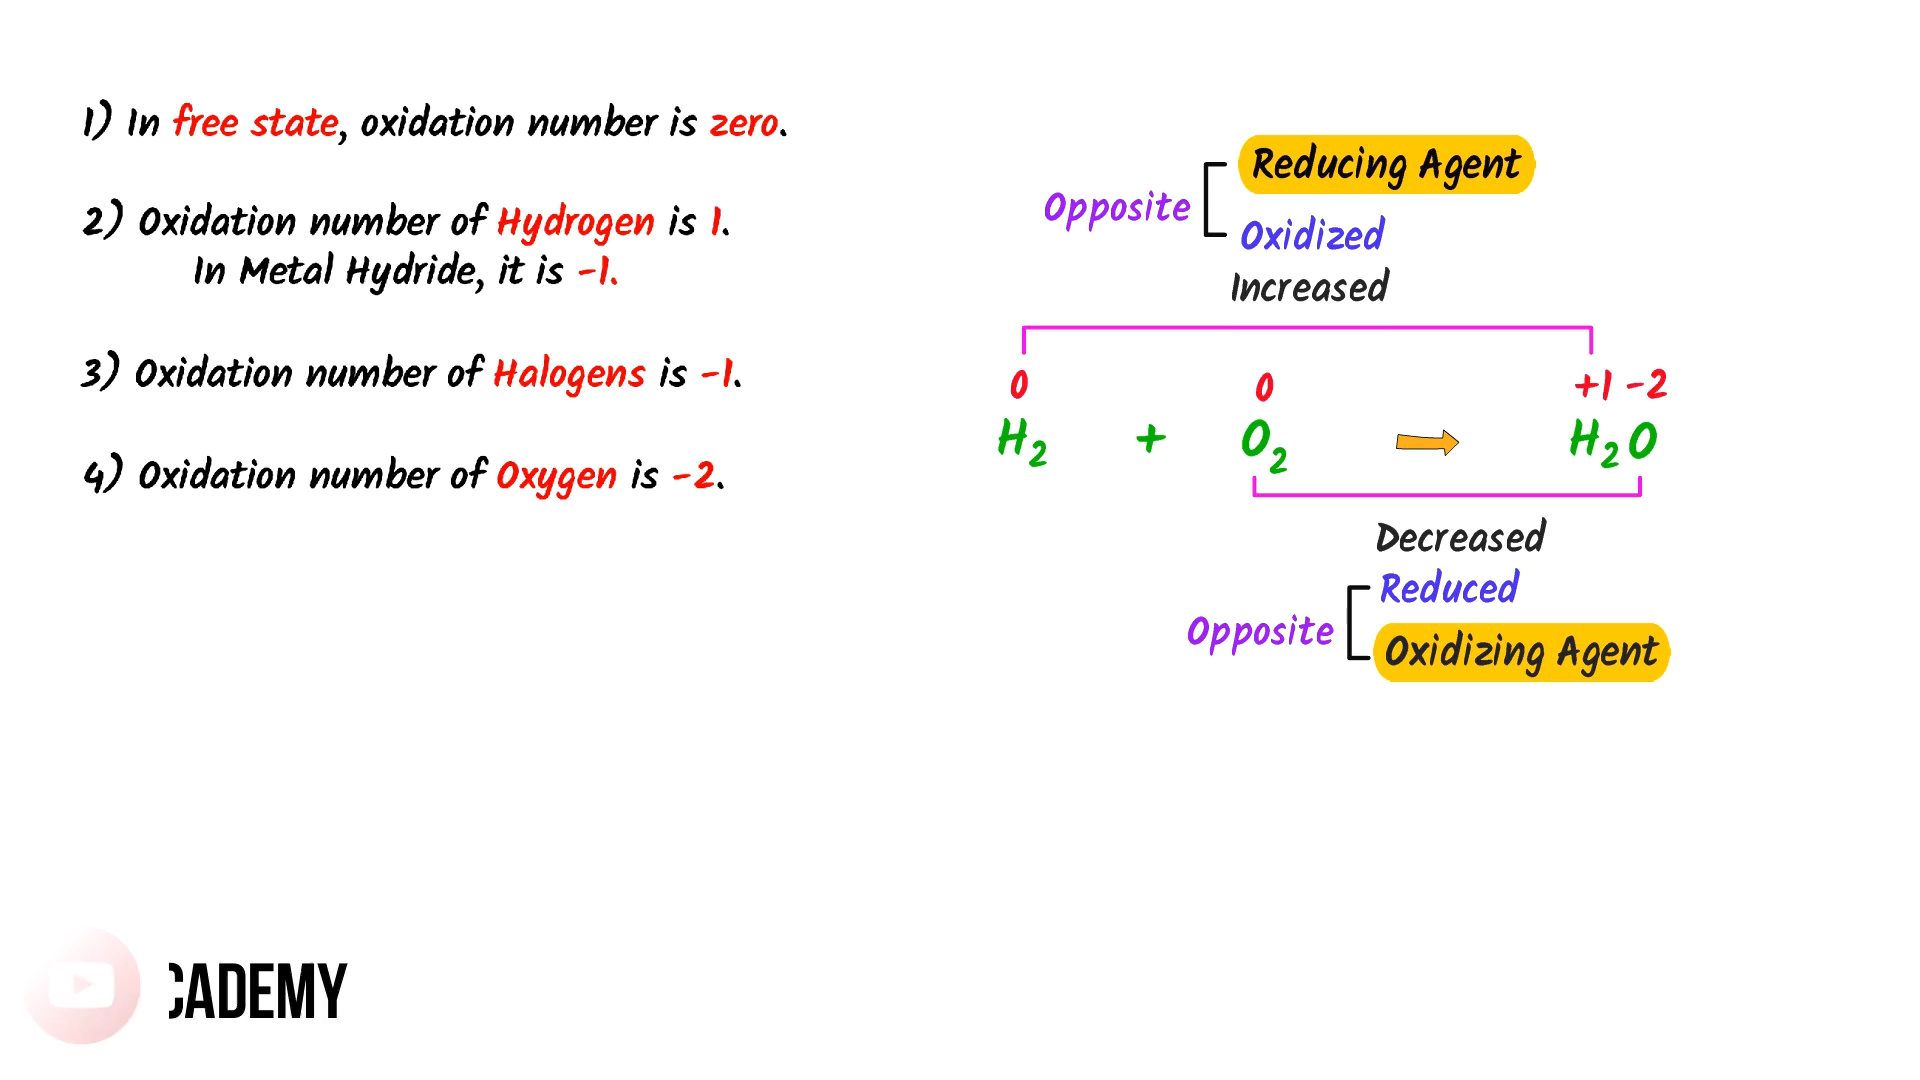 1) In free state, oxidation number is zero.
2) Oxidation number of Hydrogen is 1.
In Metal Hydride, it is -1.
3) Oxidation number of Halogens is -1.
4) Oxidation number of Oxygen is -2.
Reducing Agent
Opposite
Oxidized
Increased
0 0 +1 -2
H₂ + O₂ → H₂O
Decreased
Reduced
Opposite
Oxidizing Agent
CADEMY